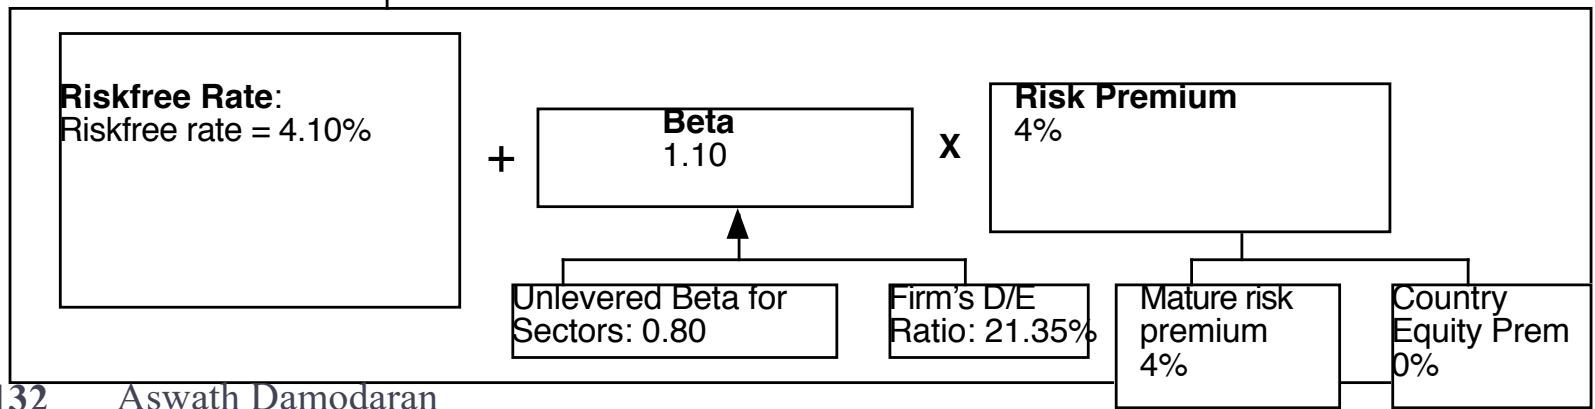 Riskfree Rate:
Riskfree rate = 4.10%
+
Beta
1.10
X
Risk Premium
4%
Unlevered Beta for
Sectors: 0.80
Firm's D/E
Ratio: 21.35%
Mature risk
premium
4%
Country
Equity Prem
0%
132 Aswath Damodaran